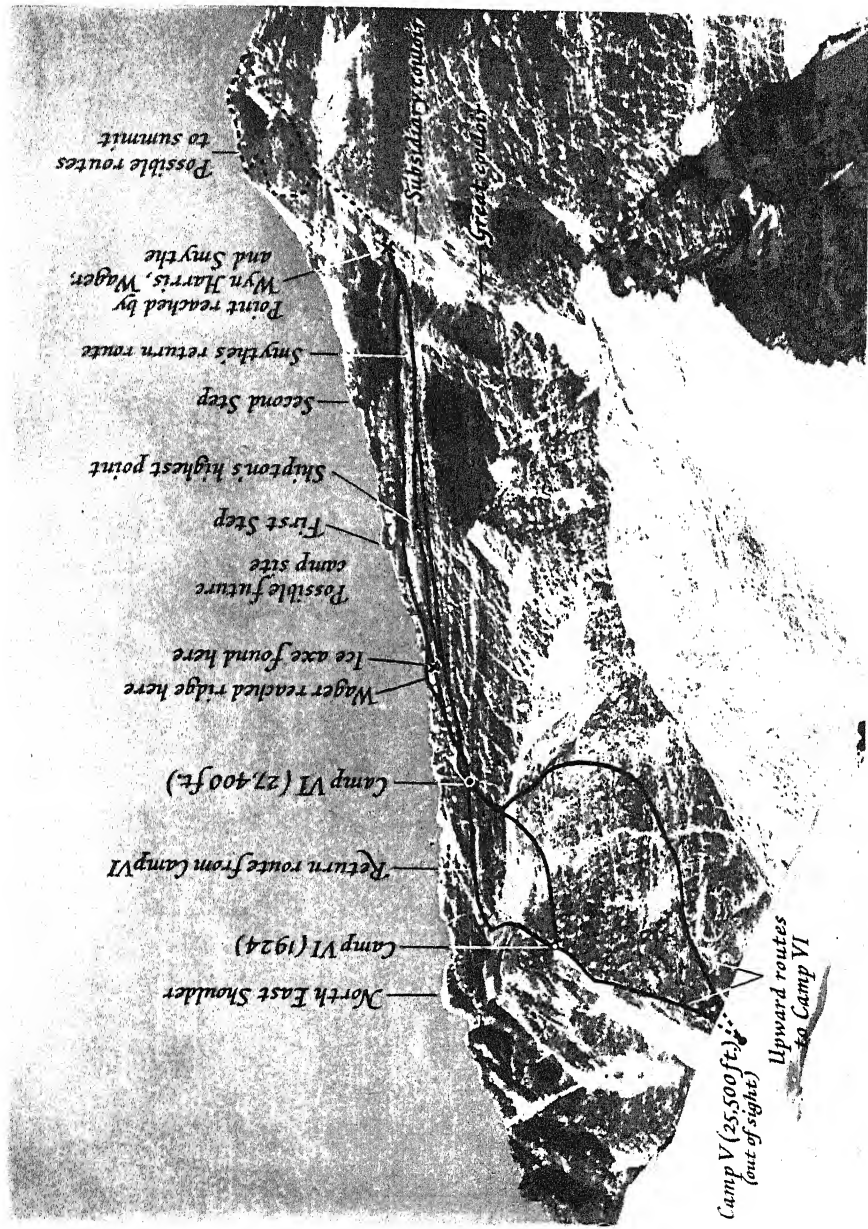 Possible routes
to summit
Point reached by
Wyn Harris, Wager,
and Smythe
Smythe's return route
Second Step
Shipton's highest point
First Step
Possible future
camp site
Ice axe found here
Wager reached ridge here
Camp VI (27,400 ft.)
Return route from Camp VI
Camp VI (1924)
North East Shoulder
Subsidiary couloir
Great couloir
Upward routes
to Camp VI
Camp V (25,500 ft.)
(out of sight)